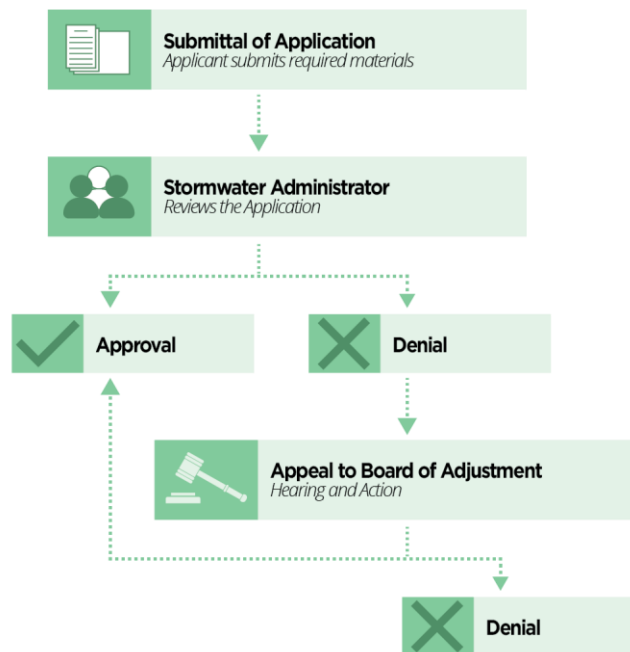 Submittal of Application
Applicant submits required materials
Stormwater Administrator
Reviews the Application
Approval
Denial
Appeal to Board of Adjustment
Hearing and Action
Denial